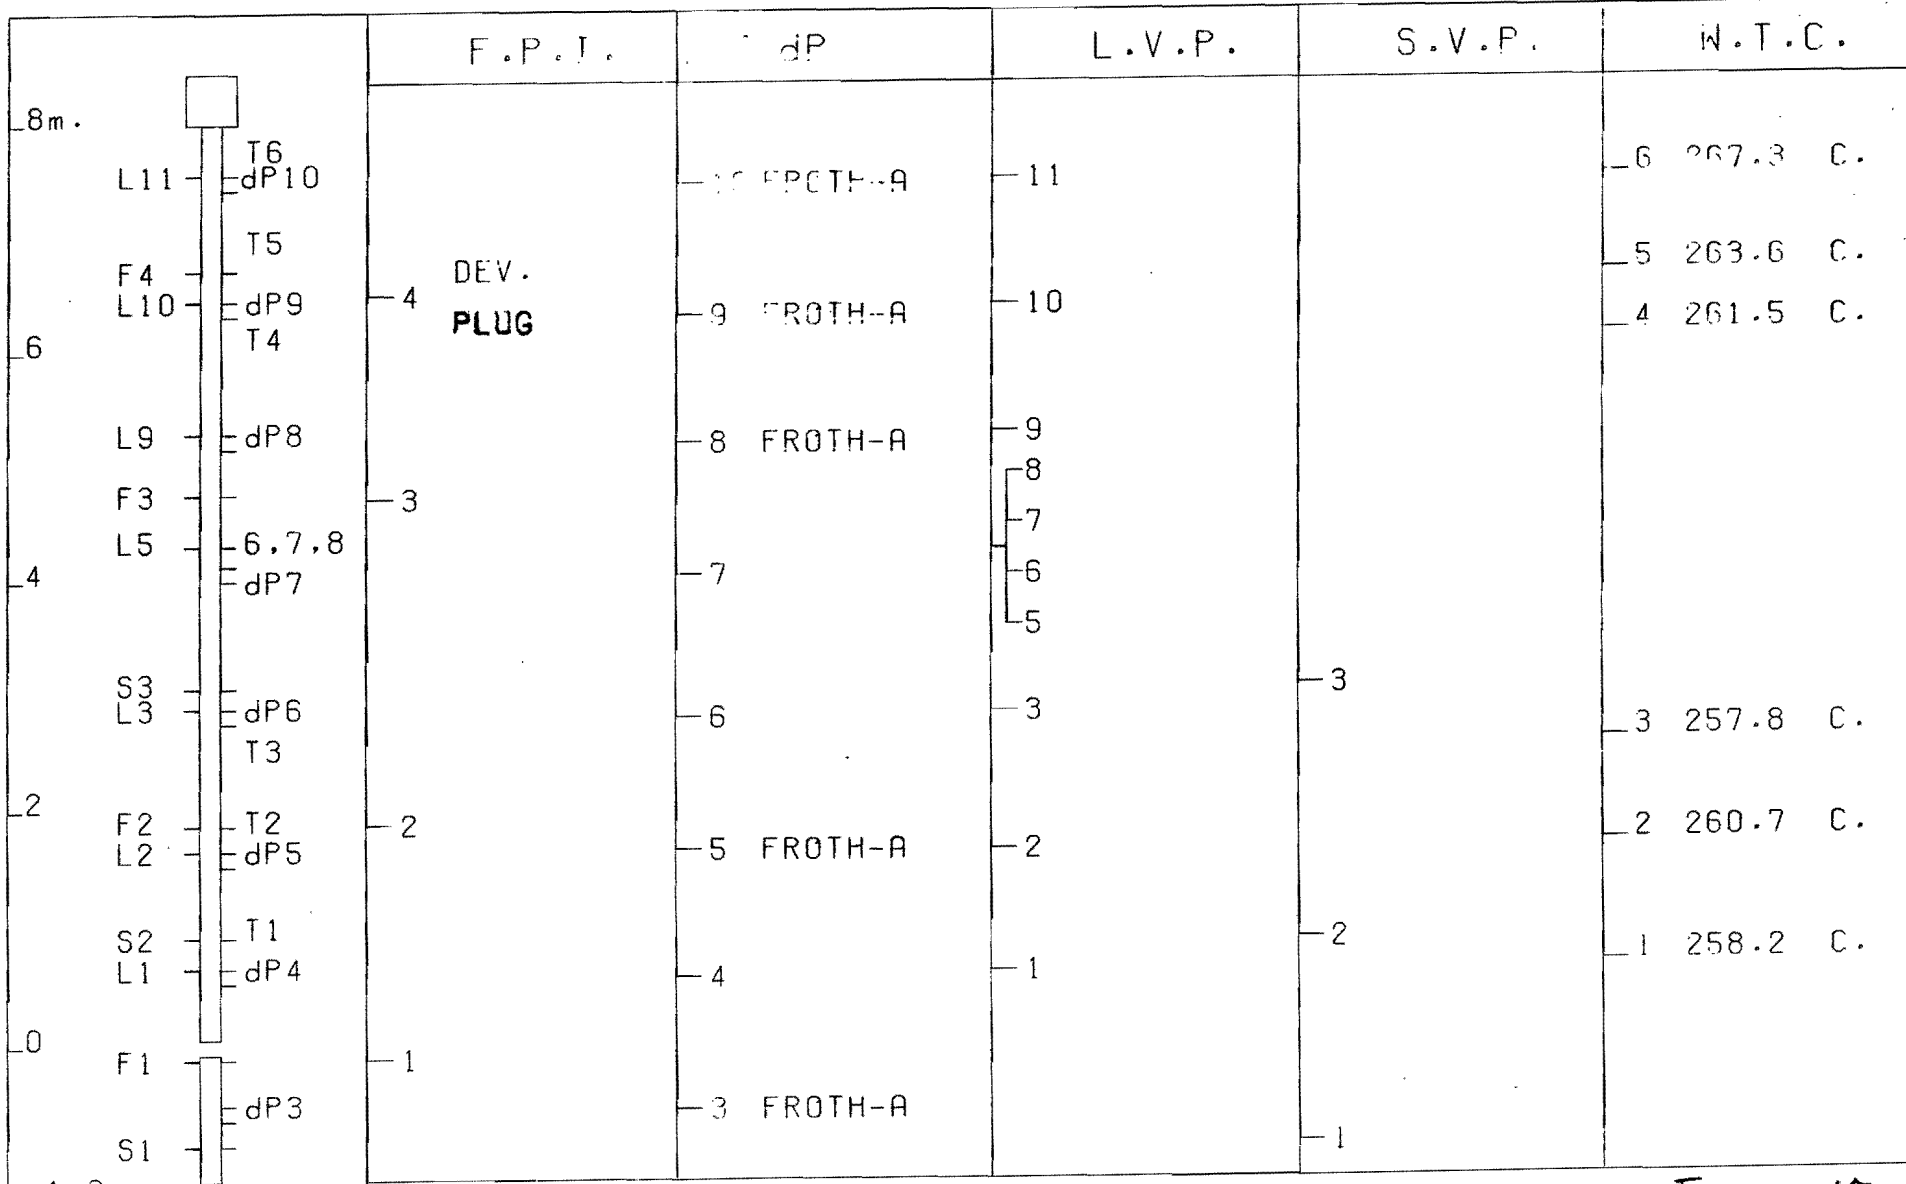 F.P.I. dP L.V.P. S.V.P. W.T.C.
8m.
T6
L11 dP10
11
6 267.3 C.
10 FROTH-A
T5
5 263.6 C.
F4
DEV.
4
L10 dP9
10
9 FROTH-A
4 261.5 C.
PLUG
T4
6
L9 dP8
8 FROTH-A
9
8
F3
3
7
L5 6,7,8
7
6
4
dP7
5
S3
3
L3 dP6
6
3
3 257.8 C.
T3
2
F2 T2
2
2 260.7 C.
L2 dP5
5 FROTH-A
2
S2 T1
2
1 258.2 C.
L1 dP4
4
1
0
F1
1
dP3
3 FROTH-A
S1
1